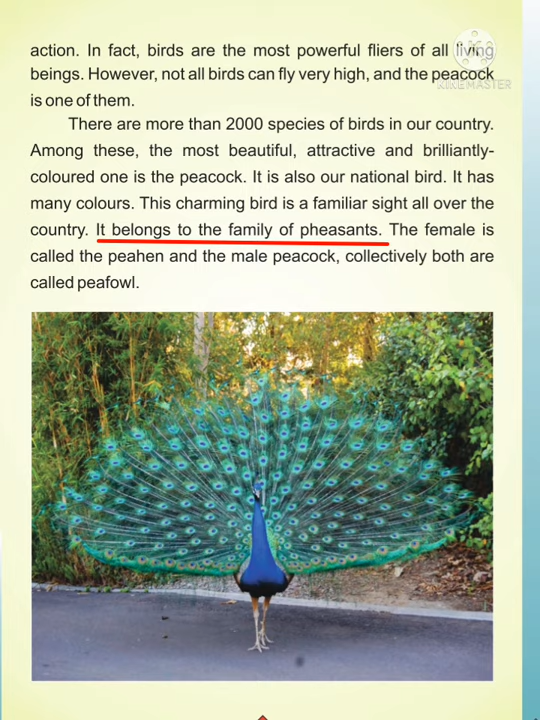 action. In fact, birds are the most powerful fliers of all living
beings. However, not all birds can fly very high, and the peacock
is one of them.
There are more than 2000 species of birds in our country.
Among these, the most beautiful, attractive and brilliantly-
coloured one is the peacock. It is also our national bird. It has
many colours. This charming bird is a familiar sight all over the
country. It belongs to the family of pheasants. The female is
called the peahen and the male peacock, collectively both are
called peafowl.
KINEMASTER